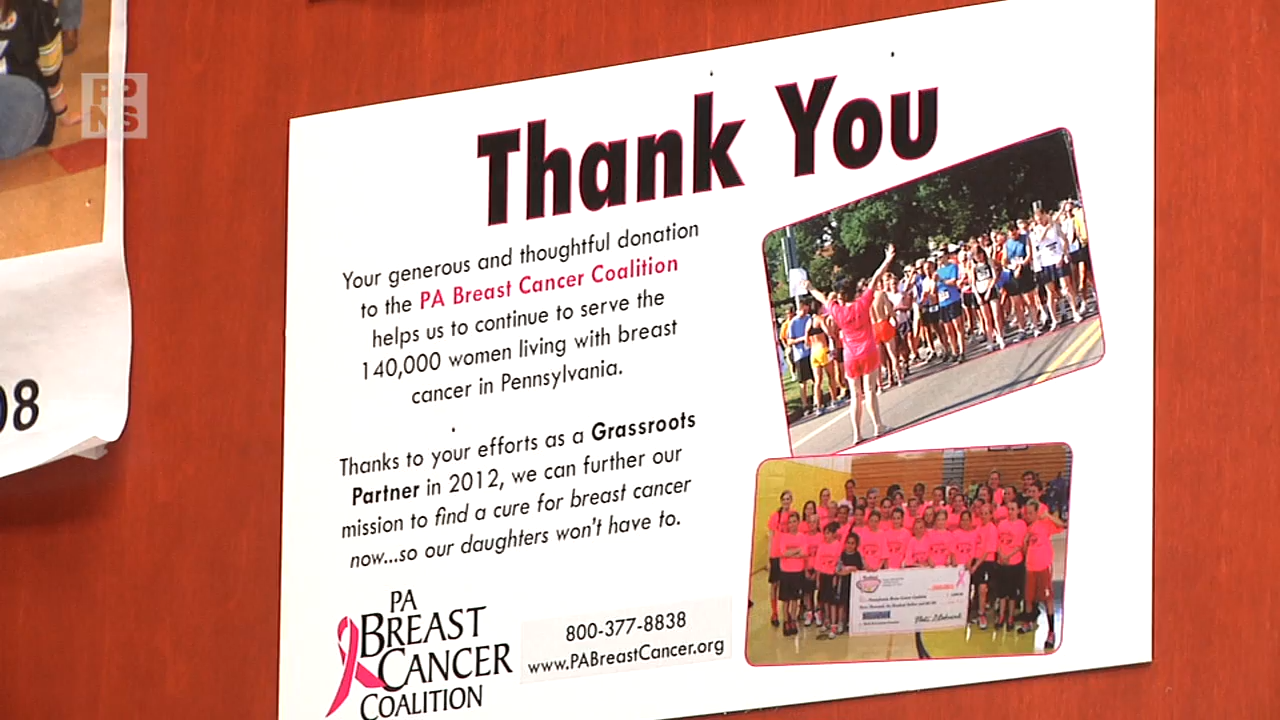 PO
NS
08
Thank You
Your generous and thoughtful donation
to the PA Breast Cancer Coalition
helps us to continue to serve the
140,000 women living with breast
cancer in Pennsylvania.
Thanks to your efforts as a Grassroots
Partner in 2012, we can further our
mission to find a cure for breast cancer
now...so our daughters won't have to.
PA
BREAST
CANCER
COALITION
800-377-8838
www.PABreastCancer.org